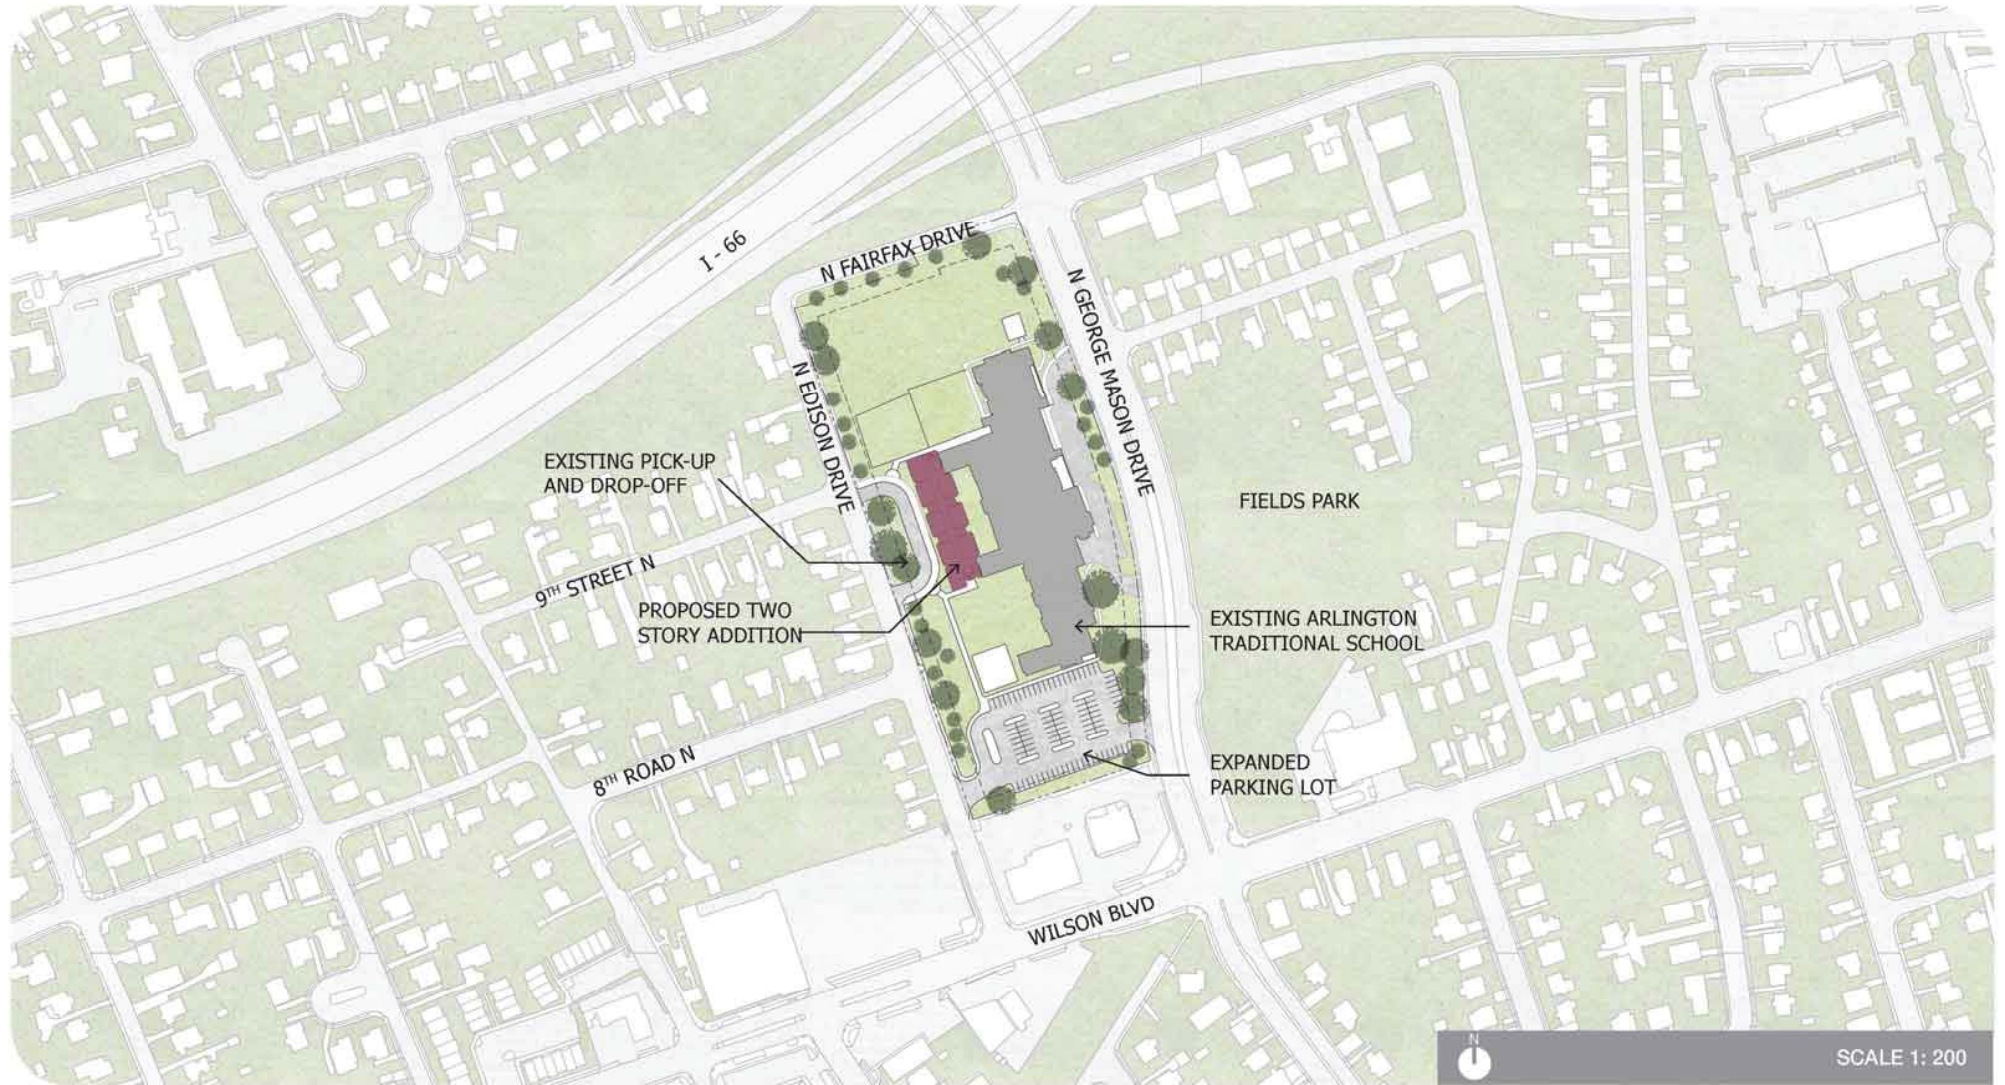 I - 66
N FAIRFAX DRIVE
N GEORGE MASON DRIVE
N EDISON DRIVE
EXISTING PICK-UP
AND DROP-OFF
FIELDS PARK
9TH STREET N
PROPOSED TWO
STORY ADDITION
EXISTING ARLINGTON
TRADITIONAL SCHOOL
8TH ROAD N
EXPANDED
PARKING LOT
WILSON BLVD
N
SCALE 1: 200